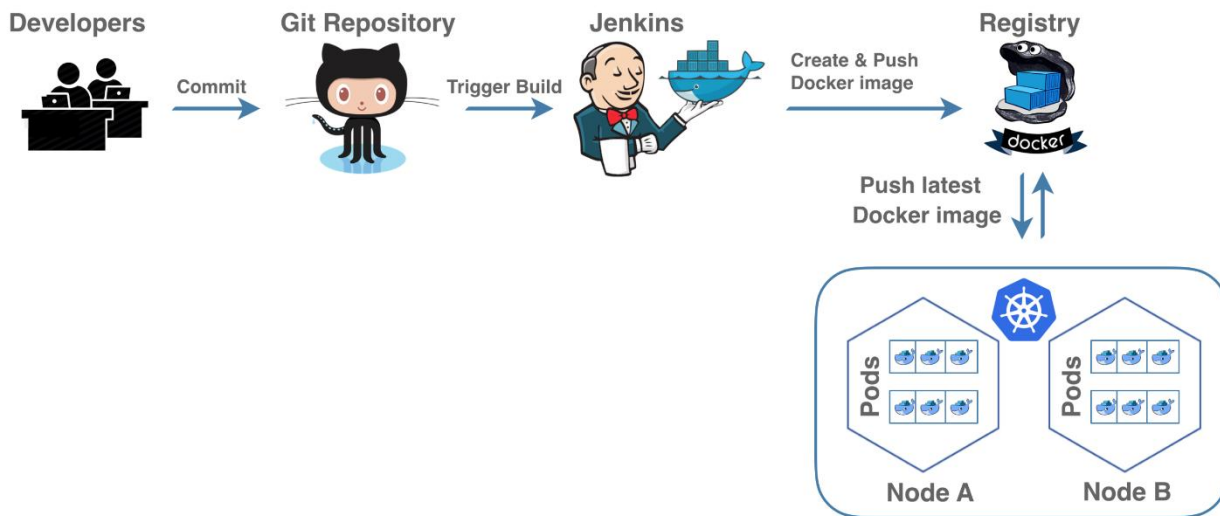 Developers
Git Repository
Jenkins
Registry
Commit
Trigger Build
Create & Push
Docker image
docker
Push latest
Docker image
Pods
Pods
Node A
Node B